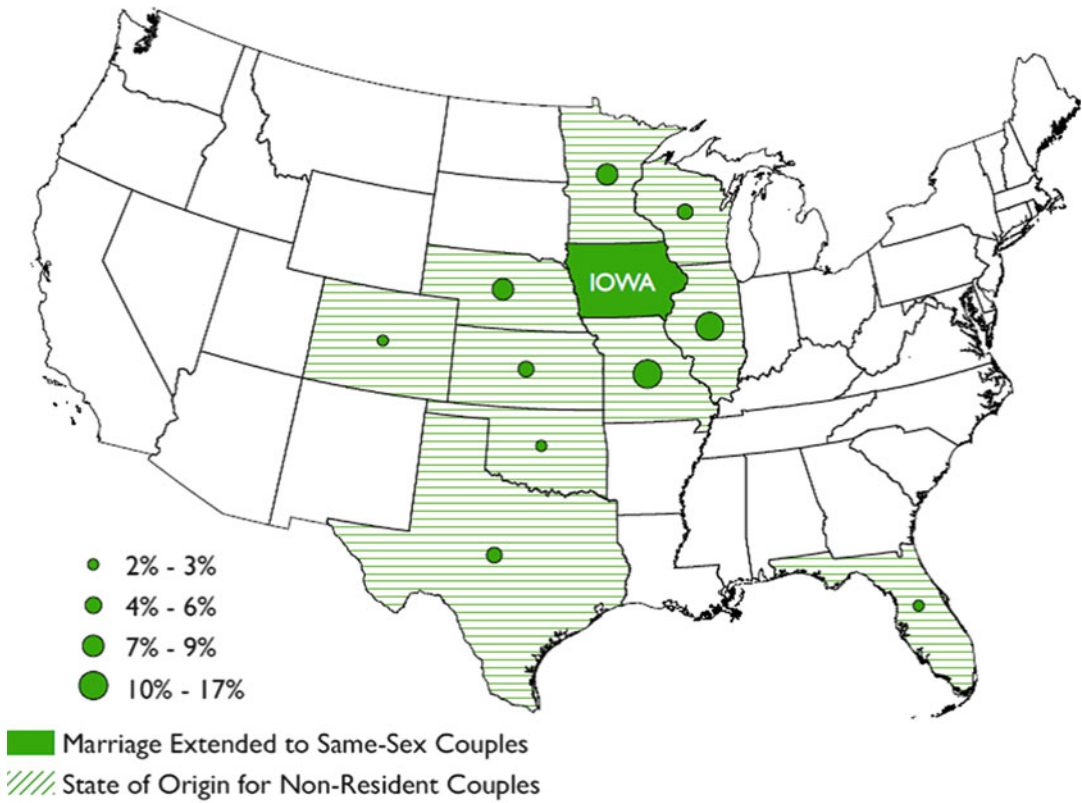 IOWA
2% - 3%
4% - 6%
7% - 9%
10% - 17%
Marriage Extended to Same-Sex Couples
State of Origin for Non-Resident Couples